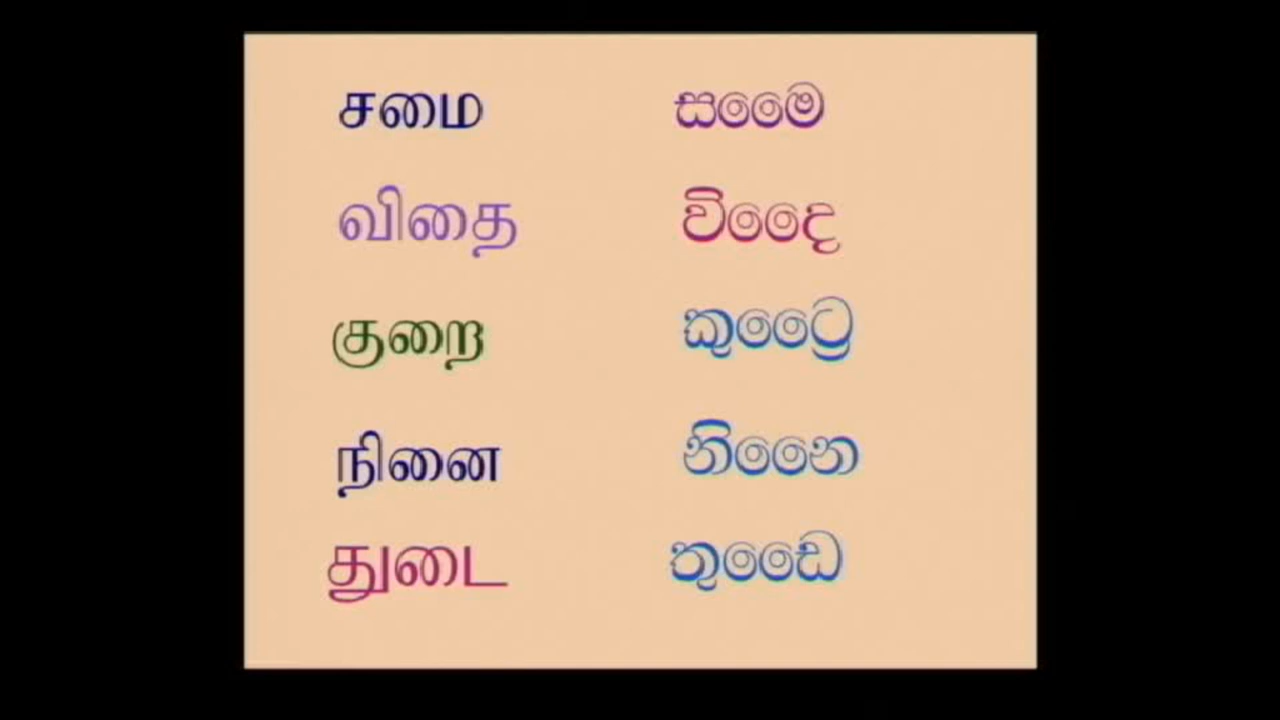 சமை සමෛ
விதை විදෛ
குறை කුට්‍රෛ
நினை නිනෛ
துடை තුඩෛ